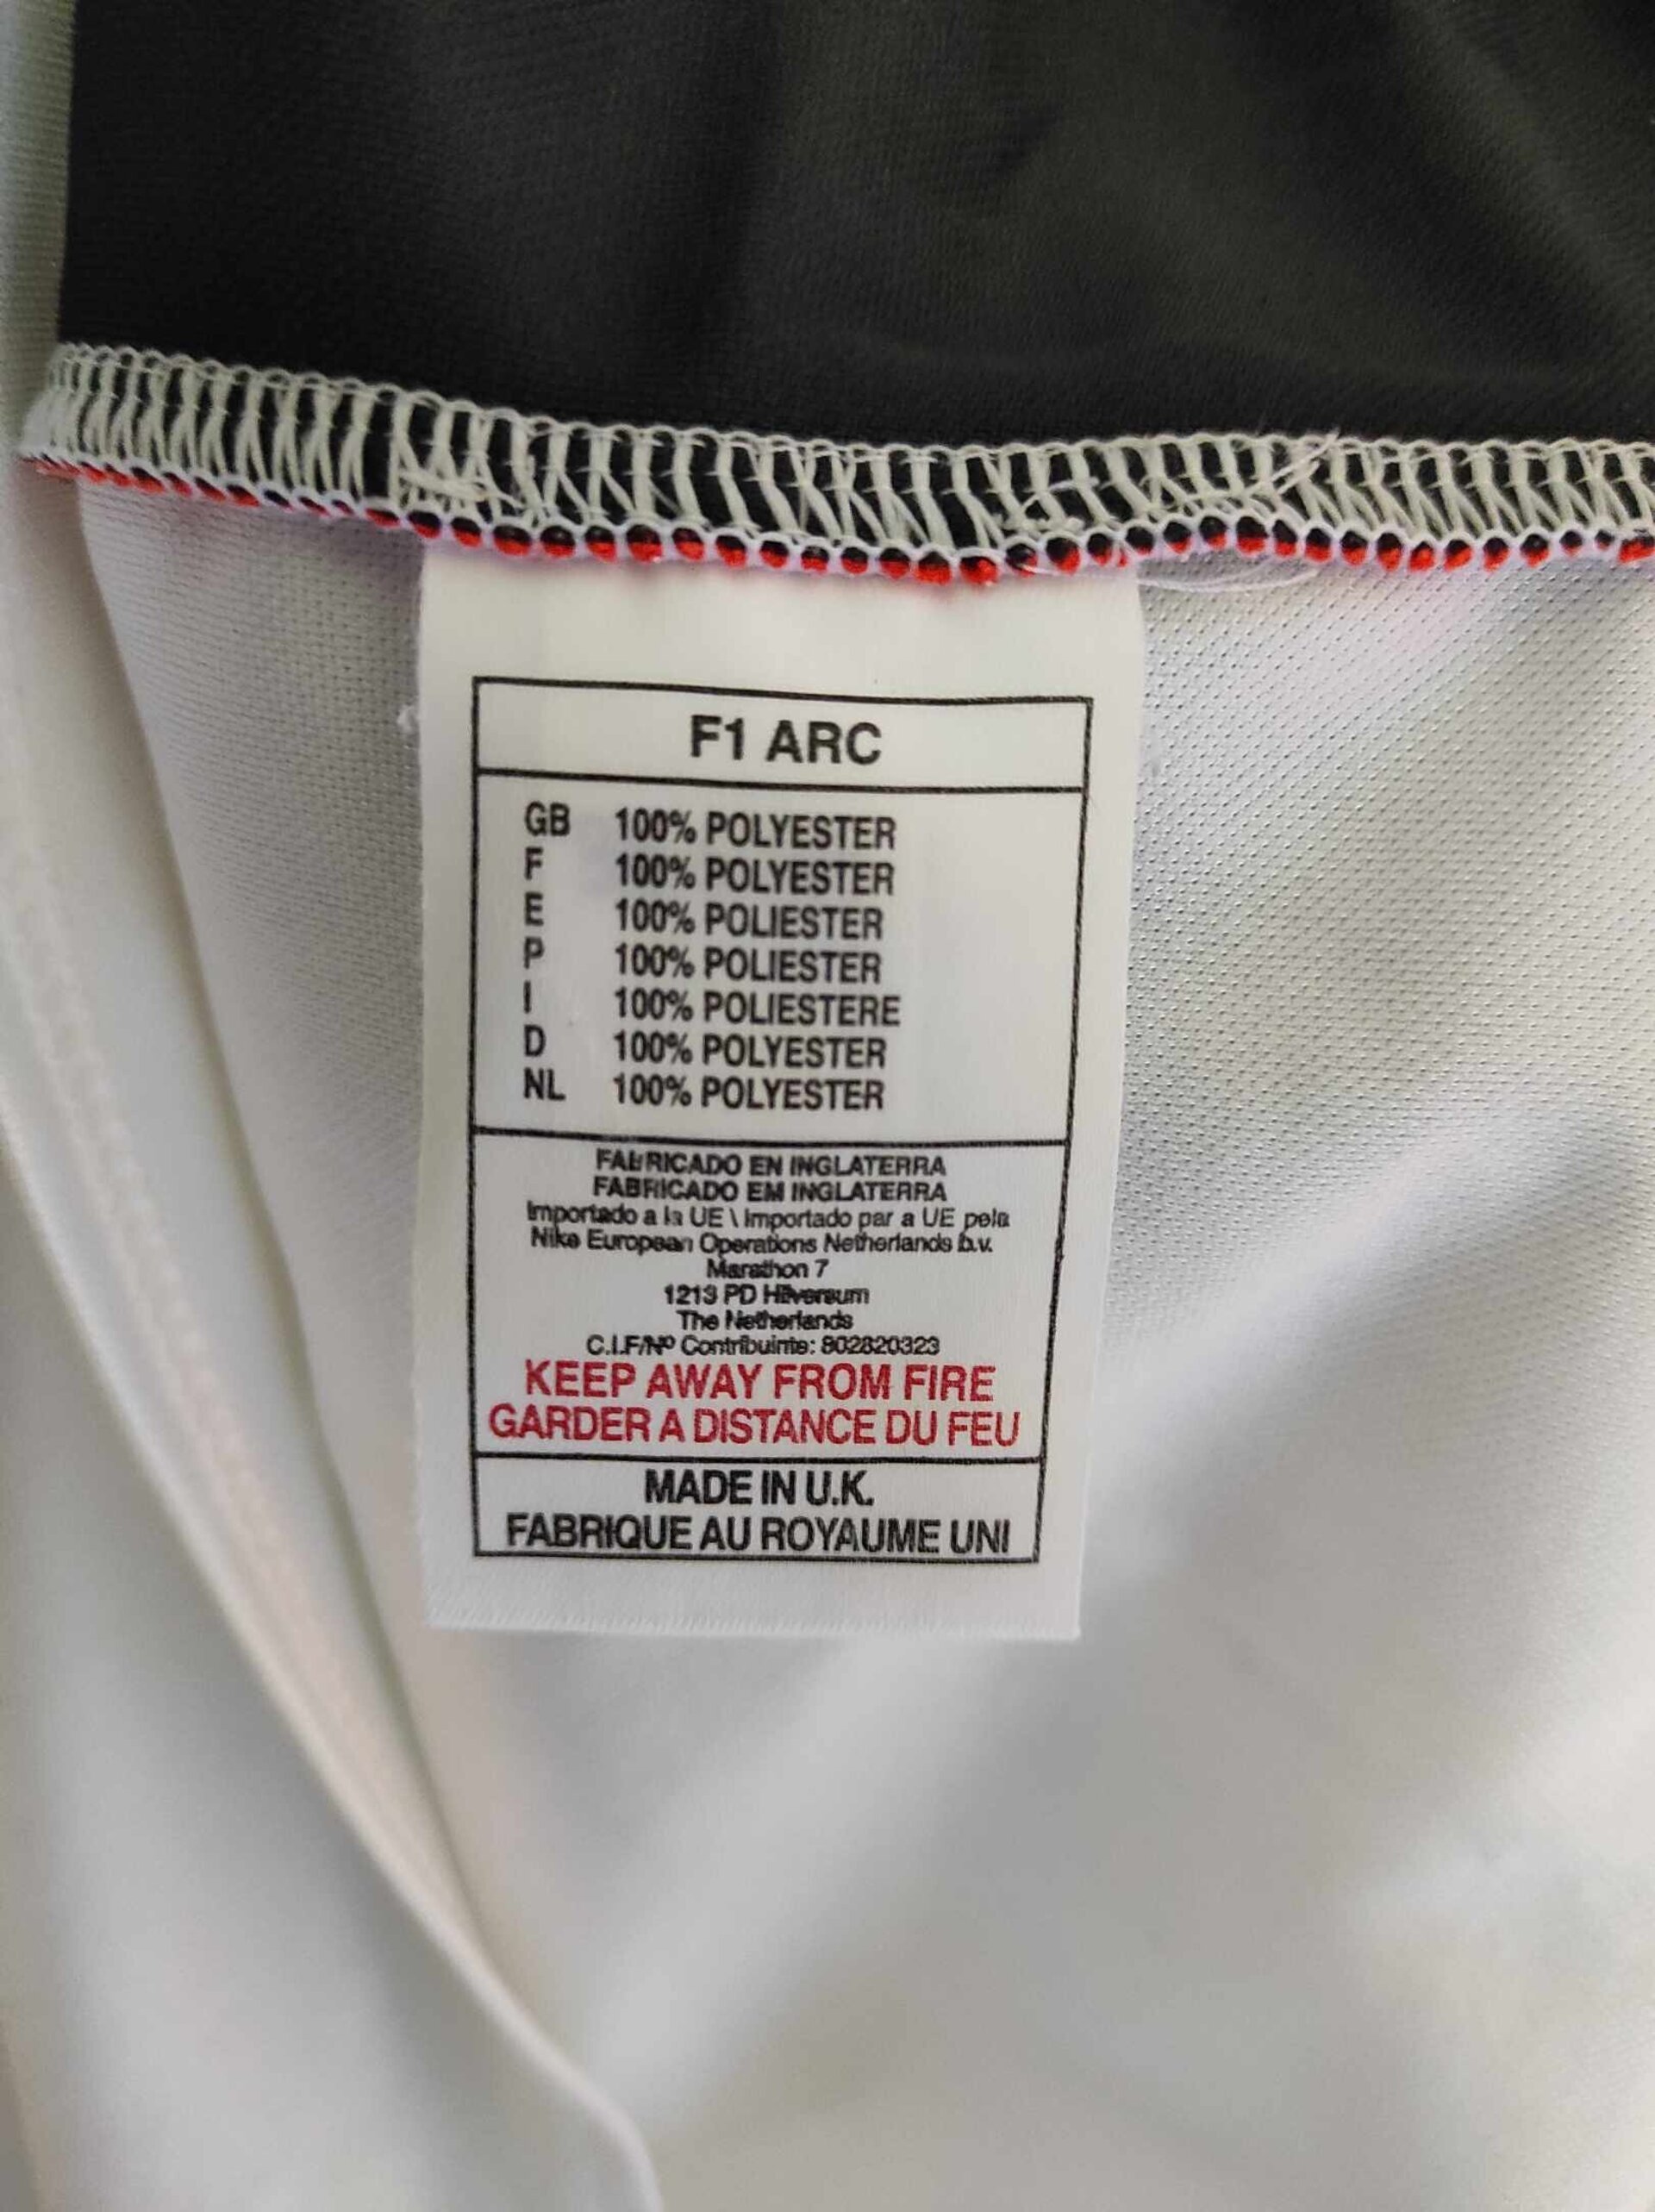 F1 ARC
GB 100% POLYESTER
F 100% POLYESTER
E 100% POLIESTER
P 100% POLIESTER
I 100% POLIESTERE
D 100% POLYESTER
NL 100% POLYESTER
FABRICADO EN INGLATERRA
FABRICADO EM INGLATERRA
Importado a la UE \ Importado par a UE pela
Nike European Operations Netherlands b.v.
Marathon 7
1213 PD Hilversum
The Netherlands
C.I.F/Nº Contribuinte: 802820323
KEEP AWAY FROM FIRE
GARDER A DISTANCE DU FEU
MADE IN U.K.
FABRIQUE AU ROYAUME UNI